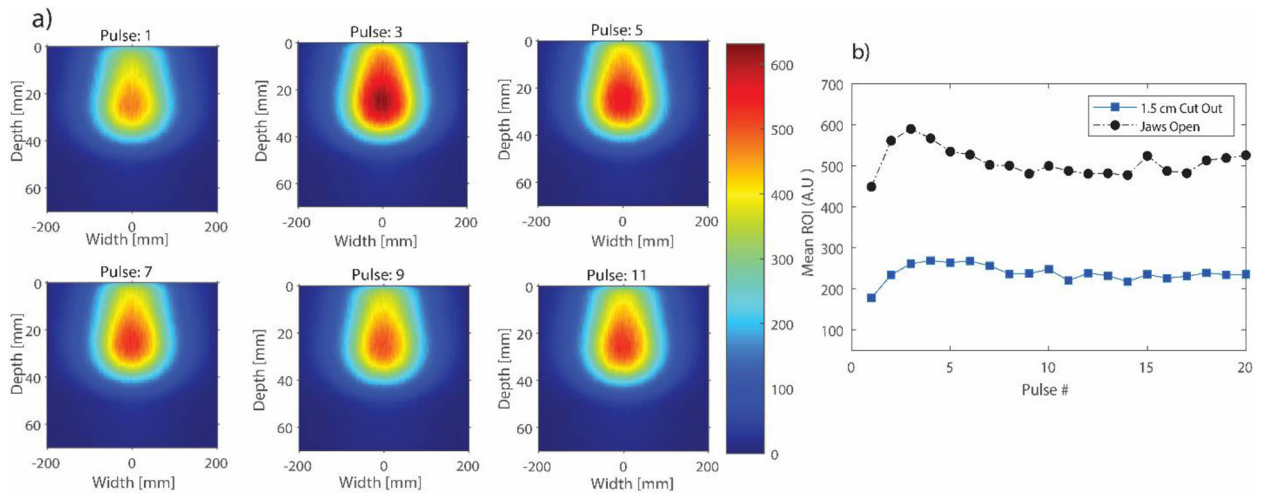 a)
Pulse: 1
Pulse: 3
Pulse: 5
0
20
40
60
Depth [mm]
-200
0
200
Width [mm]
0
20
40
60
Depth [mm]
-200
0
200
Width [mm]
0
20
40
60
Depth [mm]
-200
0
200
Width [mm]
Pulse: 7
Pulse: 9
Pulse: 11
0
20
40
60
Depth [mm]
-200
0
200
Width [mm]
0
20
40
60
Depth [mm]
-200
0
200
Width [mm]
0
20
40
60
Depth [mm]
-200
0
200
Width [mm]
600
500
400
300
200
100
0
b)
700
600
500
400
300
200
100
Mean ROI (A.U)
1.5 cm Cut Out
Jaws Open
0
5
10
15
20
Pulse #